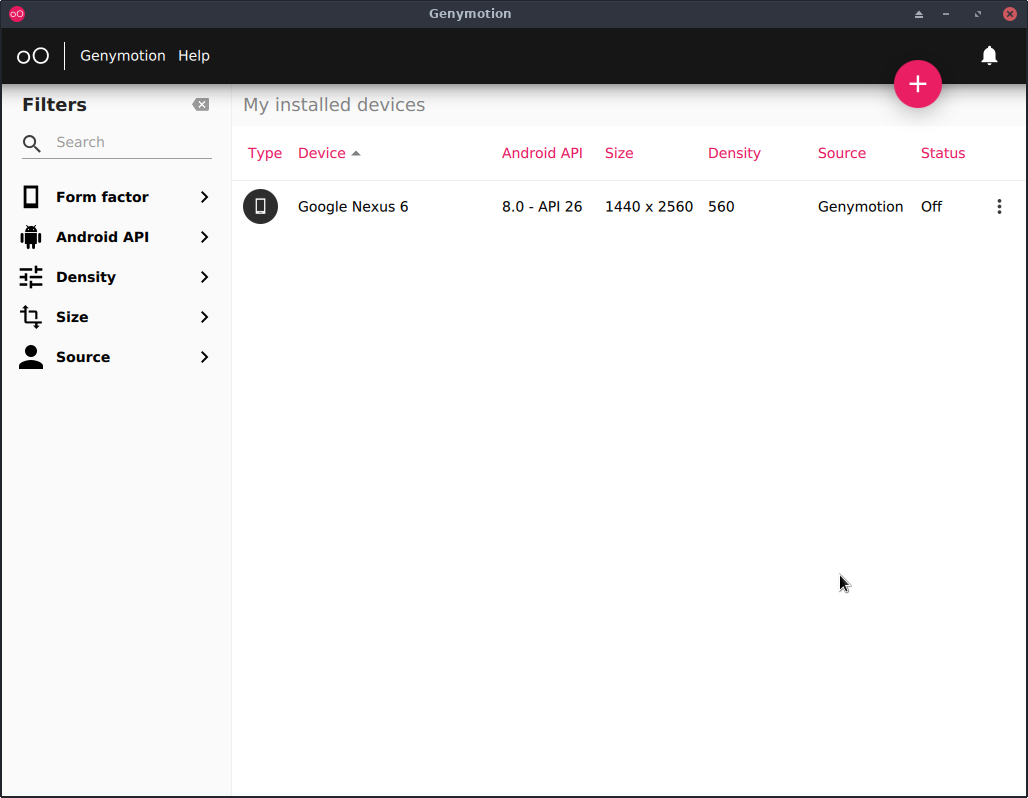 Genymotion
oO Genymotion Help
Filters
My installed devices
Search
Type Device Android API Size Density Source Status
Form factor
Google Nexus 6 8.0 - API 26 1440 x 2560 560 Genymotion Off
Android API
Density
Size
Source